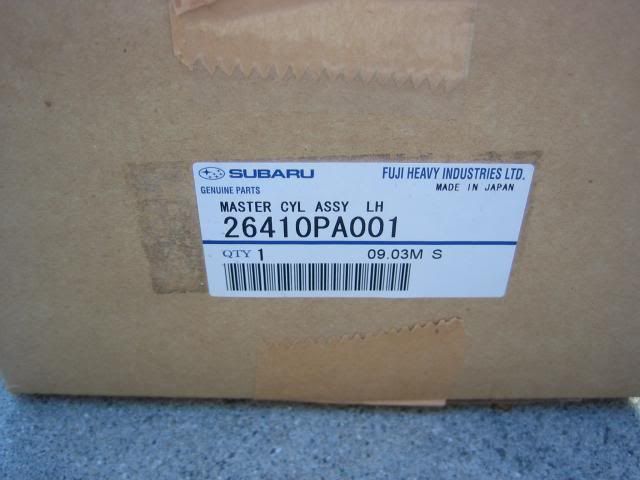 SUBARU FUJI HEAVY INDUSTRIES LTD.
GENUINE PARTS MADE IN JAPAN
MASTER CYL ASSY LH
26410PA001
QTY 1 09.03M S